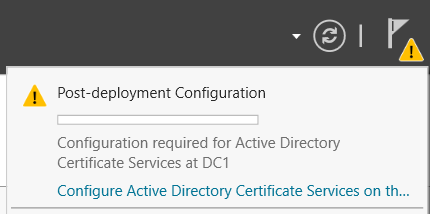 Post-deployment Configuration
Configuration required for Active Directory
Certificate Services at DC1
Configure Active Directory Certificate Services on th...